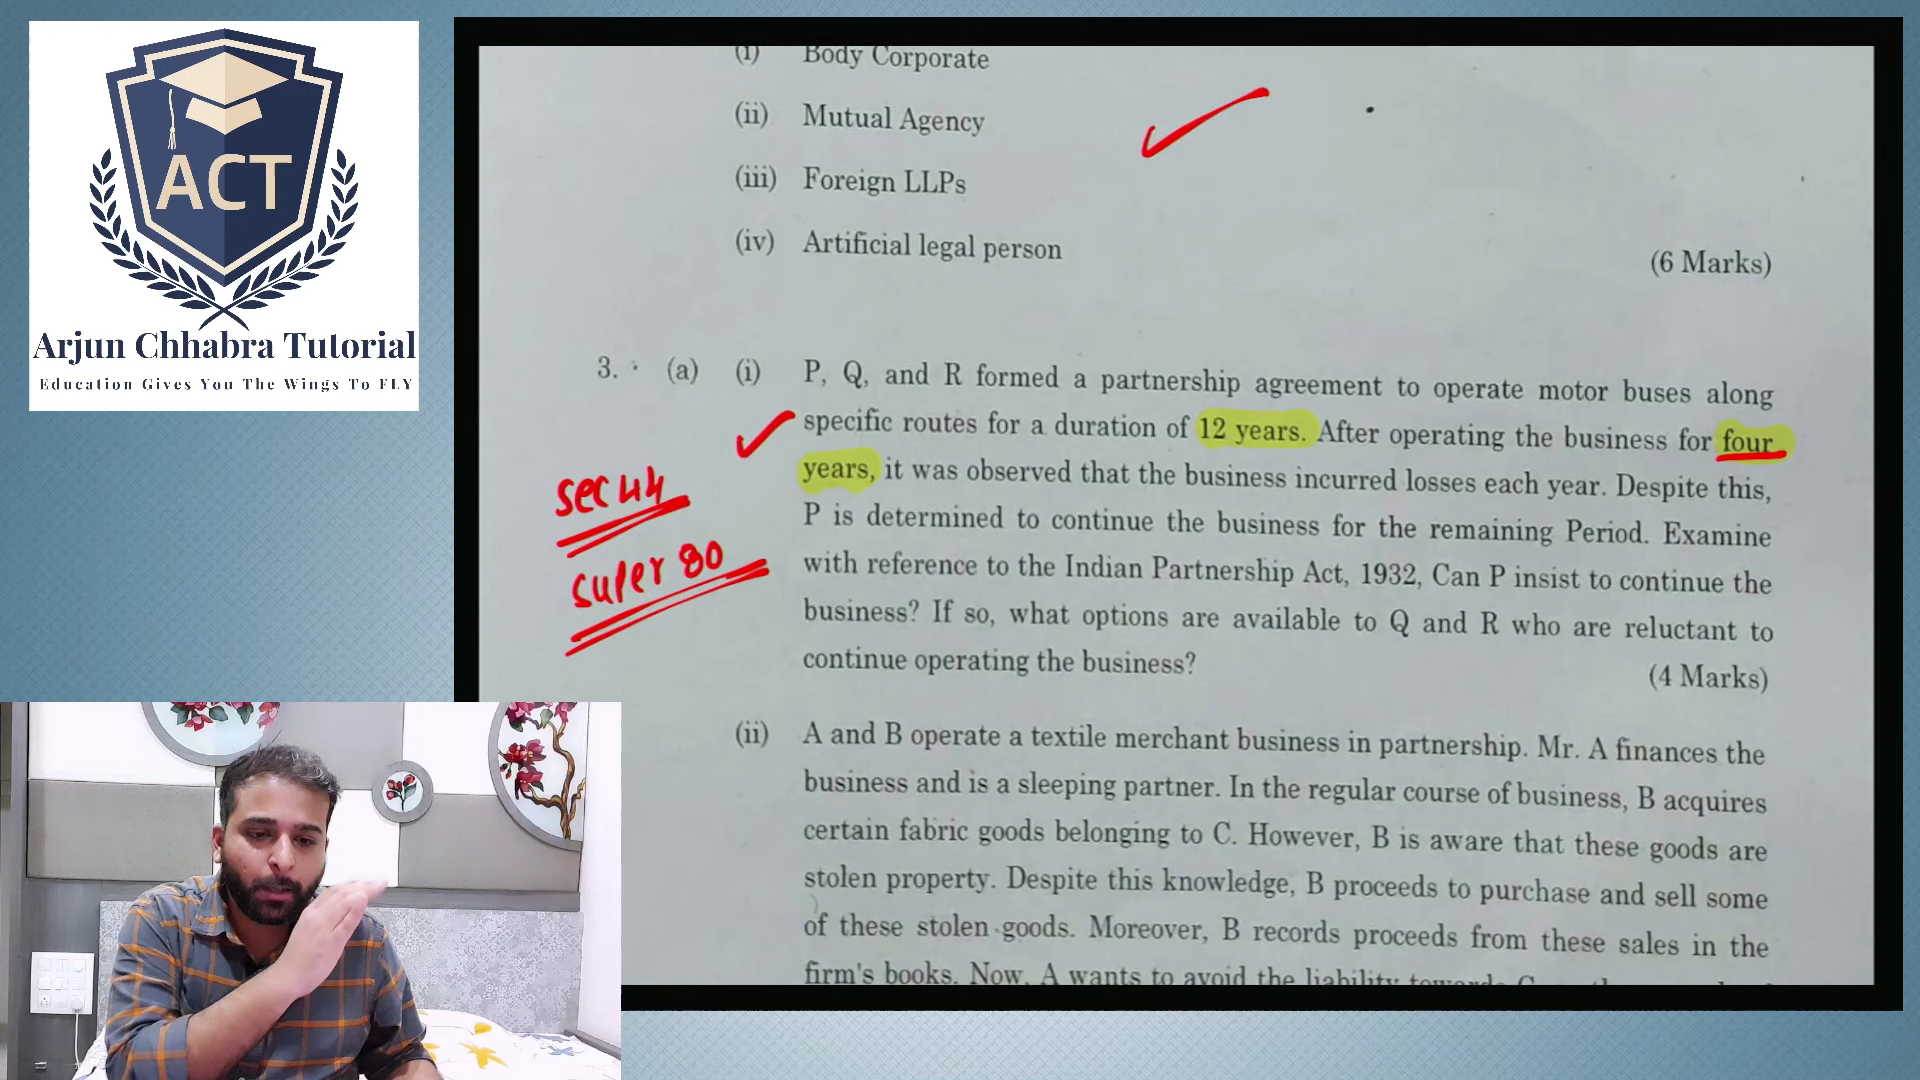 ACT
Arjun Chhabra Tutorial
Education Gives You The Wings To FLY
(i) Body Corporate
(ii) Mutual Agency
(iii) Foreign LLPs
(iv) Artificial legal person
(6 Marks)
3. (a) (i) P, Q, and R formed a partnership agreement to operate motor buses along
specific routes for a duration of 12 years. After operating the business for four
years, it was observed that the business incurred losses each year. Despite this,
P is determined to continue the business for the remaining Period. Examine
with reference to the Indian Partnership Act, 1932, Can P insist to continue the
business? If so, what options are available to Q and R who are reluctant to
continue operating the business?
(4 Marks)
sec 44
super 80
(ii) A and B operate a textile merchant business in partnership. Mr. A finances the
business and is a sleeping partner. In the regular course of business, B acquires
certain fabric goods belonging to C. However, B is aware that these goods are
stolen property. Despite this knowledge, B proceeds to purchase and sell some
of these stolen goods. Moreover, B records proceeds from these sales in the
firm's books. Now, A wants to avoid the liability towards C